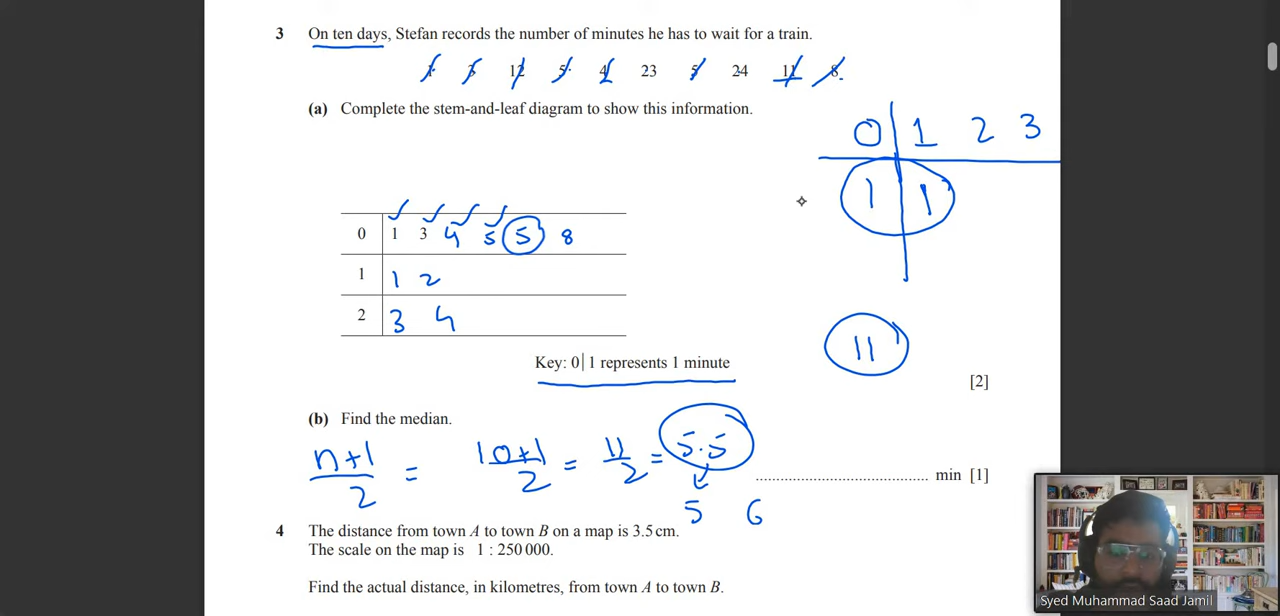 3 On ten days, Stefan records the number of minutes he has to wait for a train.
1 3 12 5 4 23 5 24 11 8
(a) Complete the stem-and-leaf diagram to show this information.
0 1 2 3
1 1
0 1 3 4 5 5 8
1 1 2
2 3 4
11
Key: 0| 1 represents 1 minute
[2]
(b) Find the median.
n+1/2 = 10+1/2 = 11/2 = 5.5
min [1]
5 6
4 The distance from town A to town B on a map is 3.5 cm.
The scale on the map is 1 : 250 000.
Find the actual distance, in kilometres, from town A to town B.
Syed Muhammad Saad Jamil